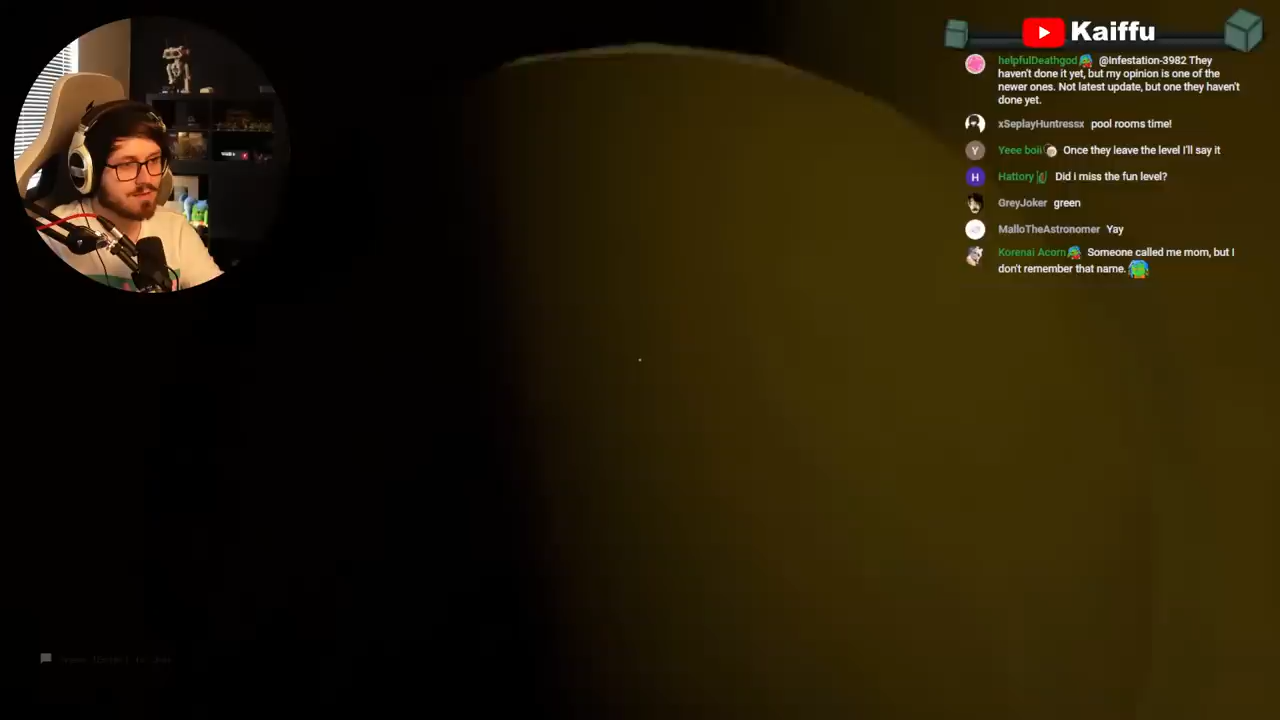 Kaiffu
helpfulDeathgod @infestation-3982 They
haven't done it yet, but my opinion is one of the
newer ones. Not latest update, but one they haven't
done yet.
xSeplayHuntressx pool rooms time!
Y Yeee boii Once they leave the level I'll say it
H Hattory Did i miss the fun level?
GreyJoker green
MalloTheAstronomer Yay
Korenai Acorn Someone called me mom, but I
don't remember that name.